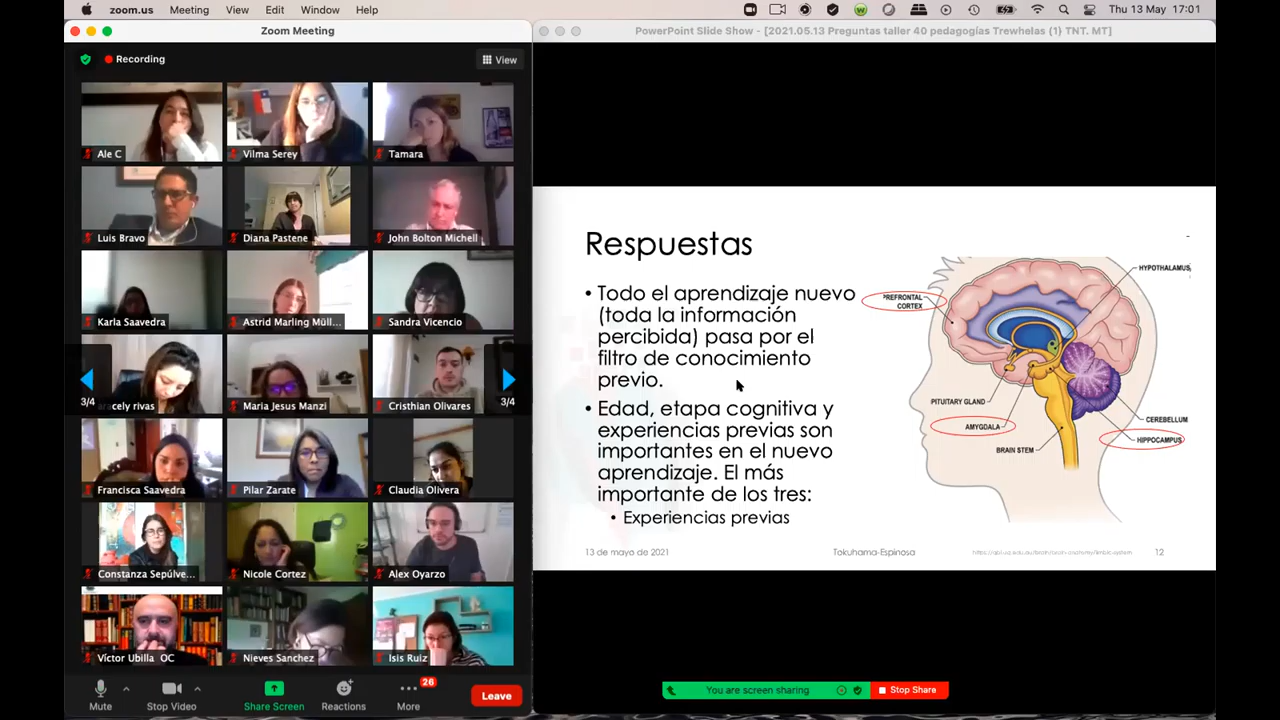 zoom.us Meeting View Edit Window Help
Thu 13 May 17:01
Zoom Meeting
PowerPoint Slide Show - [2021.05.13 Preguntas taller 40 pedagogías Trewhelas (1) TNT. MT]
Recording
View
Ale C
Vilma Serey
Tamara
Luis Bravo
Diana Pastene
John Bolton Michell
Karla Saavedra
Astrid Marling Müll...
Sandra Vicencio
aracely rivas
Maria Jesus Manzi
Cristhian Olivares
3/4
3/4
Francisca Saavedra
Pilar Zarate
Claudia Olivera
Constanza Sepúlve...
Nicole Cortez
Alex Oyarzo
Víctor Ubilla OC
Nieves Sanchez
Isis Ruiz
Mute
Stop Video
Share Screen
Reactions
26
More
Leave
Respuestas
• Todo el aprendizaje nuevo
(toda la información
percibida) pasa por el
filtro de conocimiento
previo.
• Edad, etapa cognitiva y
experiencias previas son
importantes en el nuevo
aprendizaje. El más
importante de los tres:
• Experiencias previas
HYPOTHALAMUS
PREFRONTAL
CORTEX
PITUITARY GLAND
AMYGDALA
BRAIN STEM
CEREBELLUM
HIPPOCAMPUS
13 de mayo de 2021
Tokuhama-Espinosa
12
You are screen sharing
Stop Share